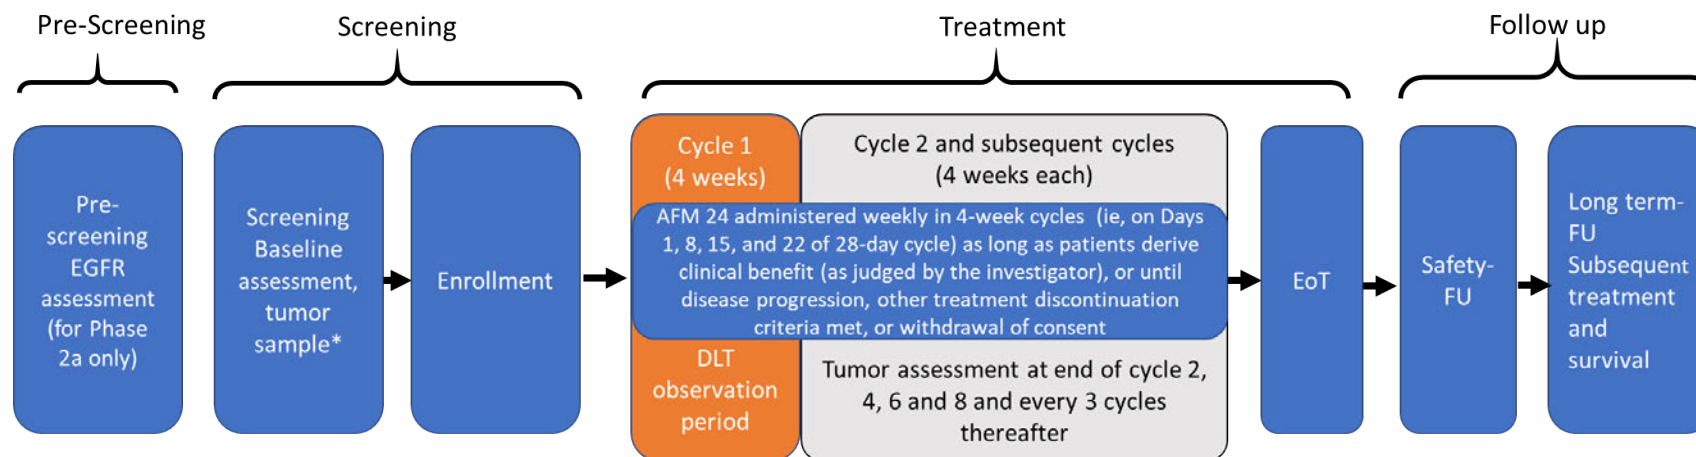 Pre-Screening
Screening
Treatment
Follow up
Pre-
screening
EGFR
assessment
(for Phase
2a only)
Screening
Baseline
assessment,
tumor
sample*
Enrollment
Cycle 1
(4 weeks)
Cycle 2 and subsequent cycles
(4 weeks each)
AFM 24 administered weekly in 4-week cycles (ie, on Days
1, 8, 15, and 22 of 28-day cycle) as long as patients derive
clinical benefit (as judged by the investigator), or until
disease progression, other treatment discontinuation
criteria met, or withdrawal of consent
DLT
observation
period
Tumor assessment at end of cycle 2,
4, 6 and 8 and every 3 cycles
thereafter
EoT
Safety-
FU
Long term-
FU
Subsequent
treatment
and
survival